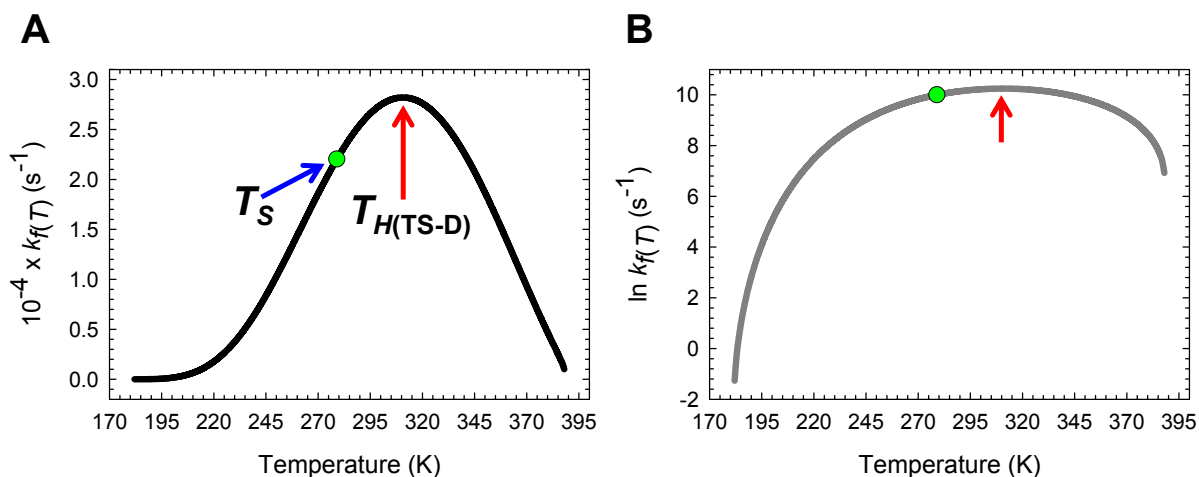 A
3.0
2.5
2.0
1.5
1.0
0.5
0.0
10⁻⁴ x k_f(T) (s⁻¹)
T_S
T_H(TS-D)
170 195 220 245 270 295 320 345 370 395
Temperature (K)
B
10
8
6
4
2
0
-2
ln k_f(T) (s⁻¹)
170 195 220 245 270 295 320 345 370 395
Temperature (K)